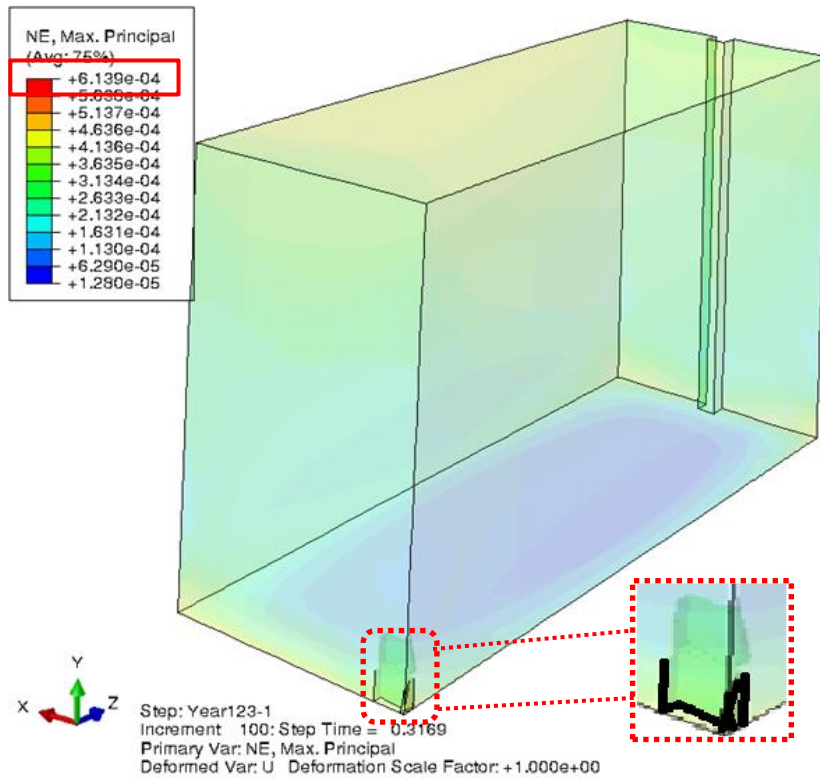 NE, Max. Principal
(Avg: 75%)
+6.139e-04
+5.638e-04
+5.137e-04
+4.636e-04
+4.136e-04
+3.635e-04
+3.134e-04
+2.633e-04
+2.132e-04
+1.631e-04
+1.130e-04
+6.290e-05
+1.280e-05
Y
X
Z
Step: Year123-1
Increment 100: Step Time = 0.3169
Primary Var: NE, Max. Principal
Deformed Var: U Deformation Scale Factor: +1.000e+00